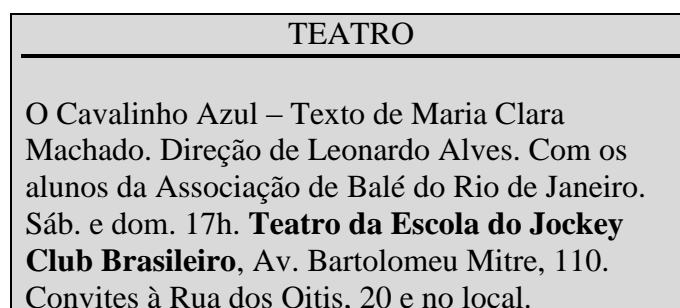 TEATRO
O Cavalinho Azul – Texto de Maria Clara
Machado. Direção de Leonardo Alves. Com os
alunos da Associação de Balé do Rio de Janeiro.
Sáb. e dom. 17h. Teatro da Escola do Jockey
Club Brasileiro, Av. Bartolomeu Mitre, 110.
Convites à Rua dos Oitis, 20 e no local.